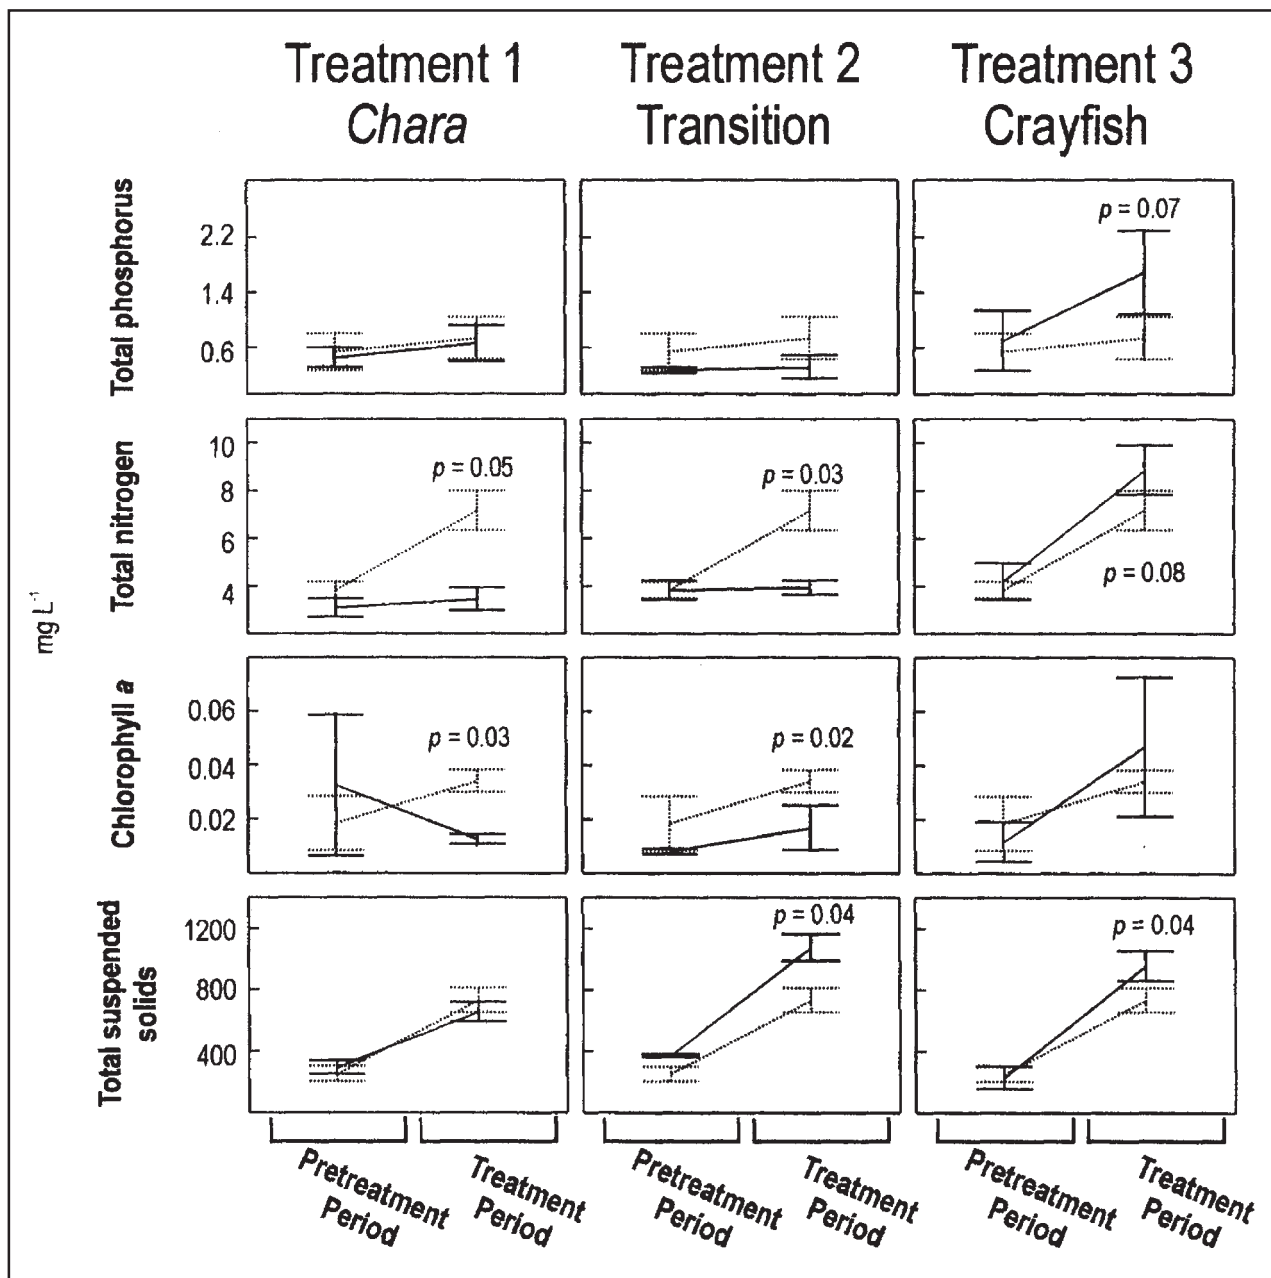 Treatment 1
Chara
Treatment 2
Transition
Treatment 3
Crayfish
mg L⁻¹
Total phosphorus
2.2
1.4
0.6
p = 0.07
Total nitrogen
10
8
6
4
p = 0.05
p = 0.03
p = 0.08
Chlorophyll a
0.06
0.04
0.02
p = 0.03
p = 0.02
Total suspended
solids
1200
800
400
p = 0.04
p = 0.04
Pretreatment
Period
Treatment
Period
Pretreatment
Period
Treatment
Period
Pretreatment
Period
Treatment
Period